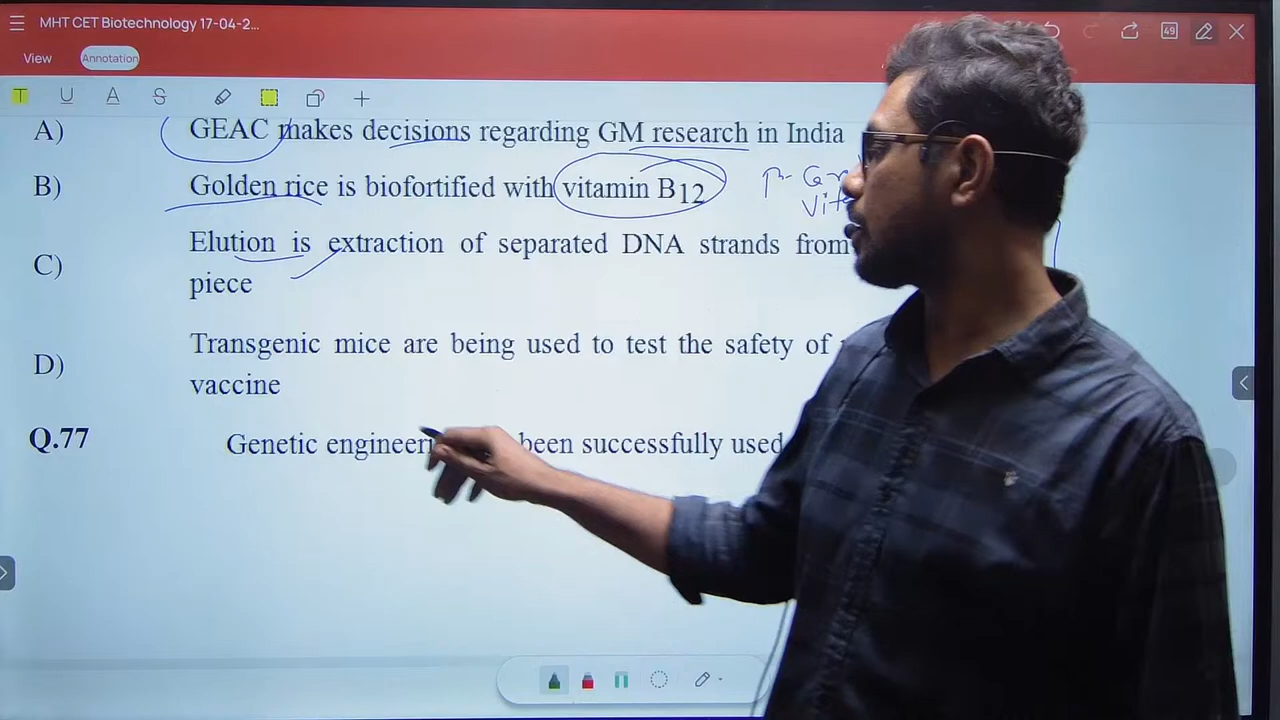 MHT CET Biotechnology 17-04-2...
View Annotation
49
A) GEAC makes decisions regarding GM research in India
B) Golden rice is biofortified with vitamin B12
C) Elution is extraction of separated DNA strands from
piece
D) Transgenic mice are being used to test the safety of
vaccine
Q.77 Genetic been successfully used